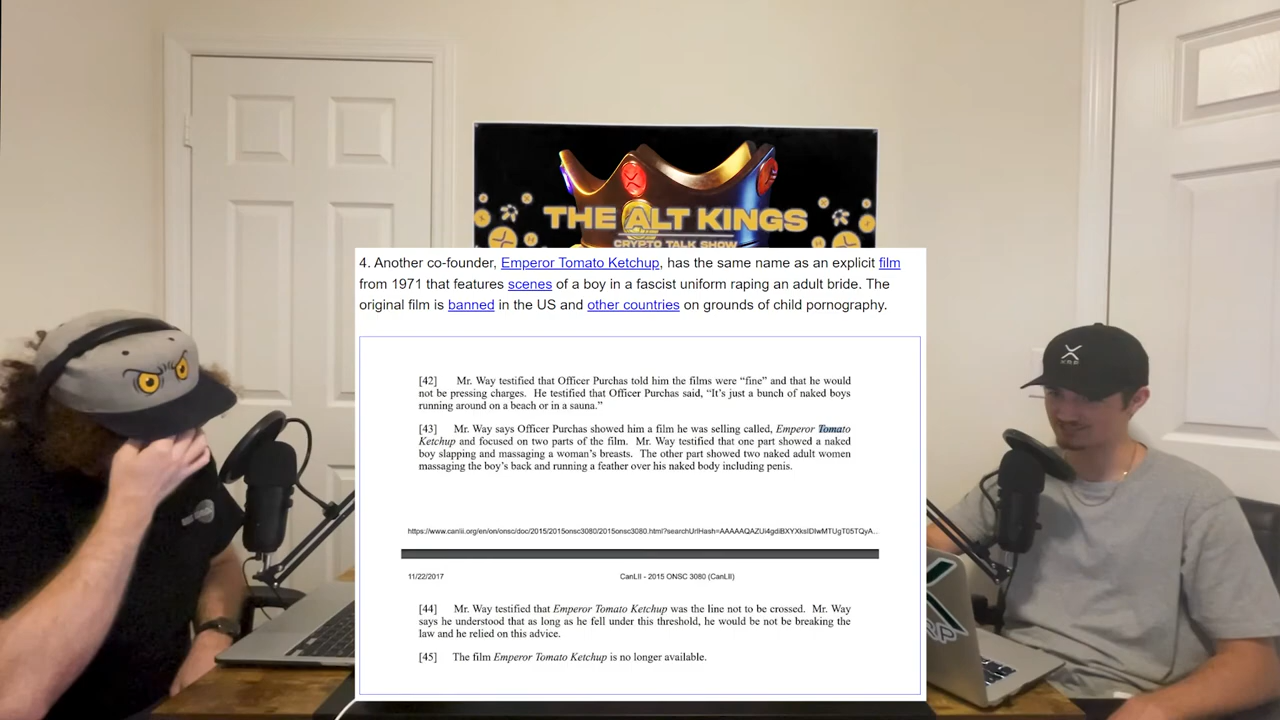 THE ALT KINGS
CRYPTO TALK SHOW
4. Another co-founder, Emperor Tomato Ketchup, has the same name as an explicit film
from 1971 that features scenes of a boy in a fascist uniform raping an adult bride. The
original film is banned in the US and other countries on grounds of child pornography.
[42] Mr. Way testified that Officer Purchas told him the films were “fine” and that he would
not be pressing charges. He testified that Officer Purchas said, “It’s just a bunch of naked boys
running around on a beach or in a sauna.”
[43] Mr. Way says Officer Purchas showed him a film he was selling called, Emperor Tomato
Ketchup and focused on two parts of the film. Mr. Way testified that one part showed a naked
boy slapping and massaging a woman’s breasts. The other part showed two naked adult women
massaging the boy’s back and running a feather over his naked body including penis.
11/22/2017 CanLII - 2015 ONSC 3080 (CanLII)
[44] Mr. Way testified that Emperor Tomato Ketchup was the line not to be crossed. Mr. Way
says he understood that as long as he fell under this threshold, he would be not be breaking the
law and he relied on this advice.
[45] The film Emperor Tomato Ketchup is no longer available.